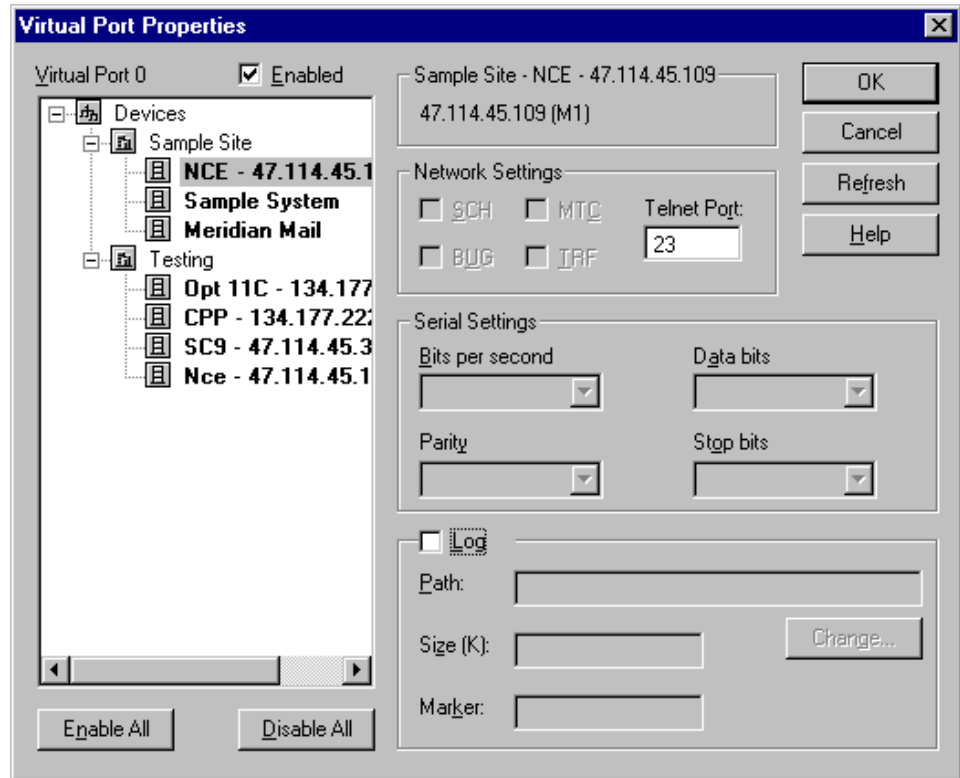 Virtual Port Properties
Virtual Port 0
Enabled
Devices
Sample Site
NCE - 47.114.45.1
Sample System
Meridian Mail
Testing
Opt 11C - 134.177
CPP - 134.177.222
SC9 - 47.114.45.3
Nce - 47.114.45.1
Enable All
Disable All
Sample Site - NCE - 47.114.45.109
47.114.45.109 (M1)
Network Settings
SCH
MTC
Telnet Port:
BUG
TRF
23
Serial Settings
Bits per second
Data bits
Parity
Stop bits
Log
Path:
Size (K):
Change...
Marker:
OK
Cancel
Refresh
Help